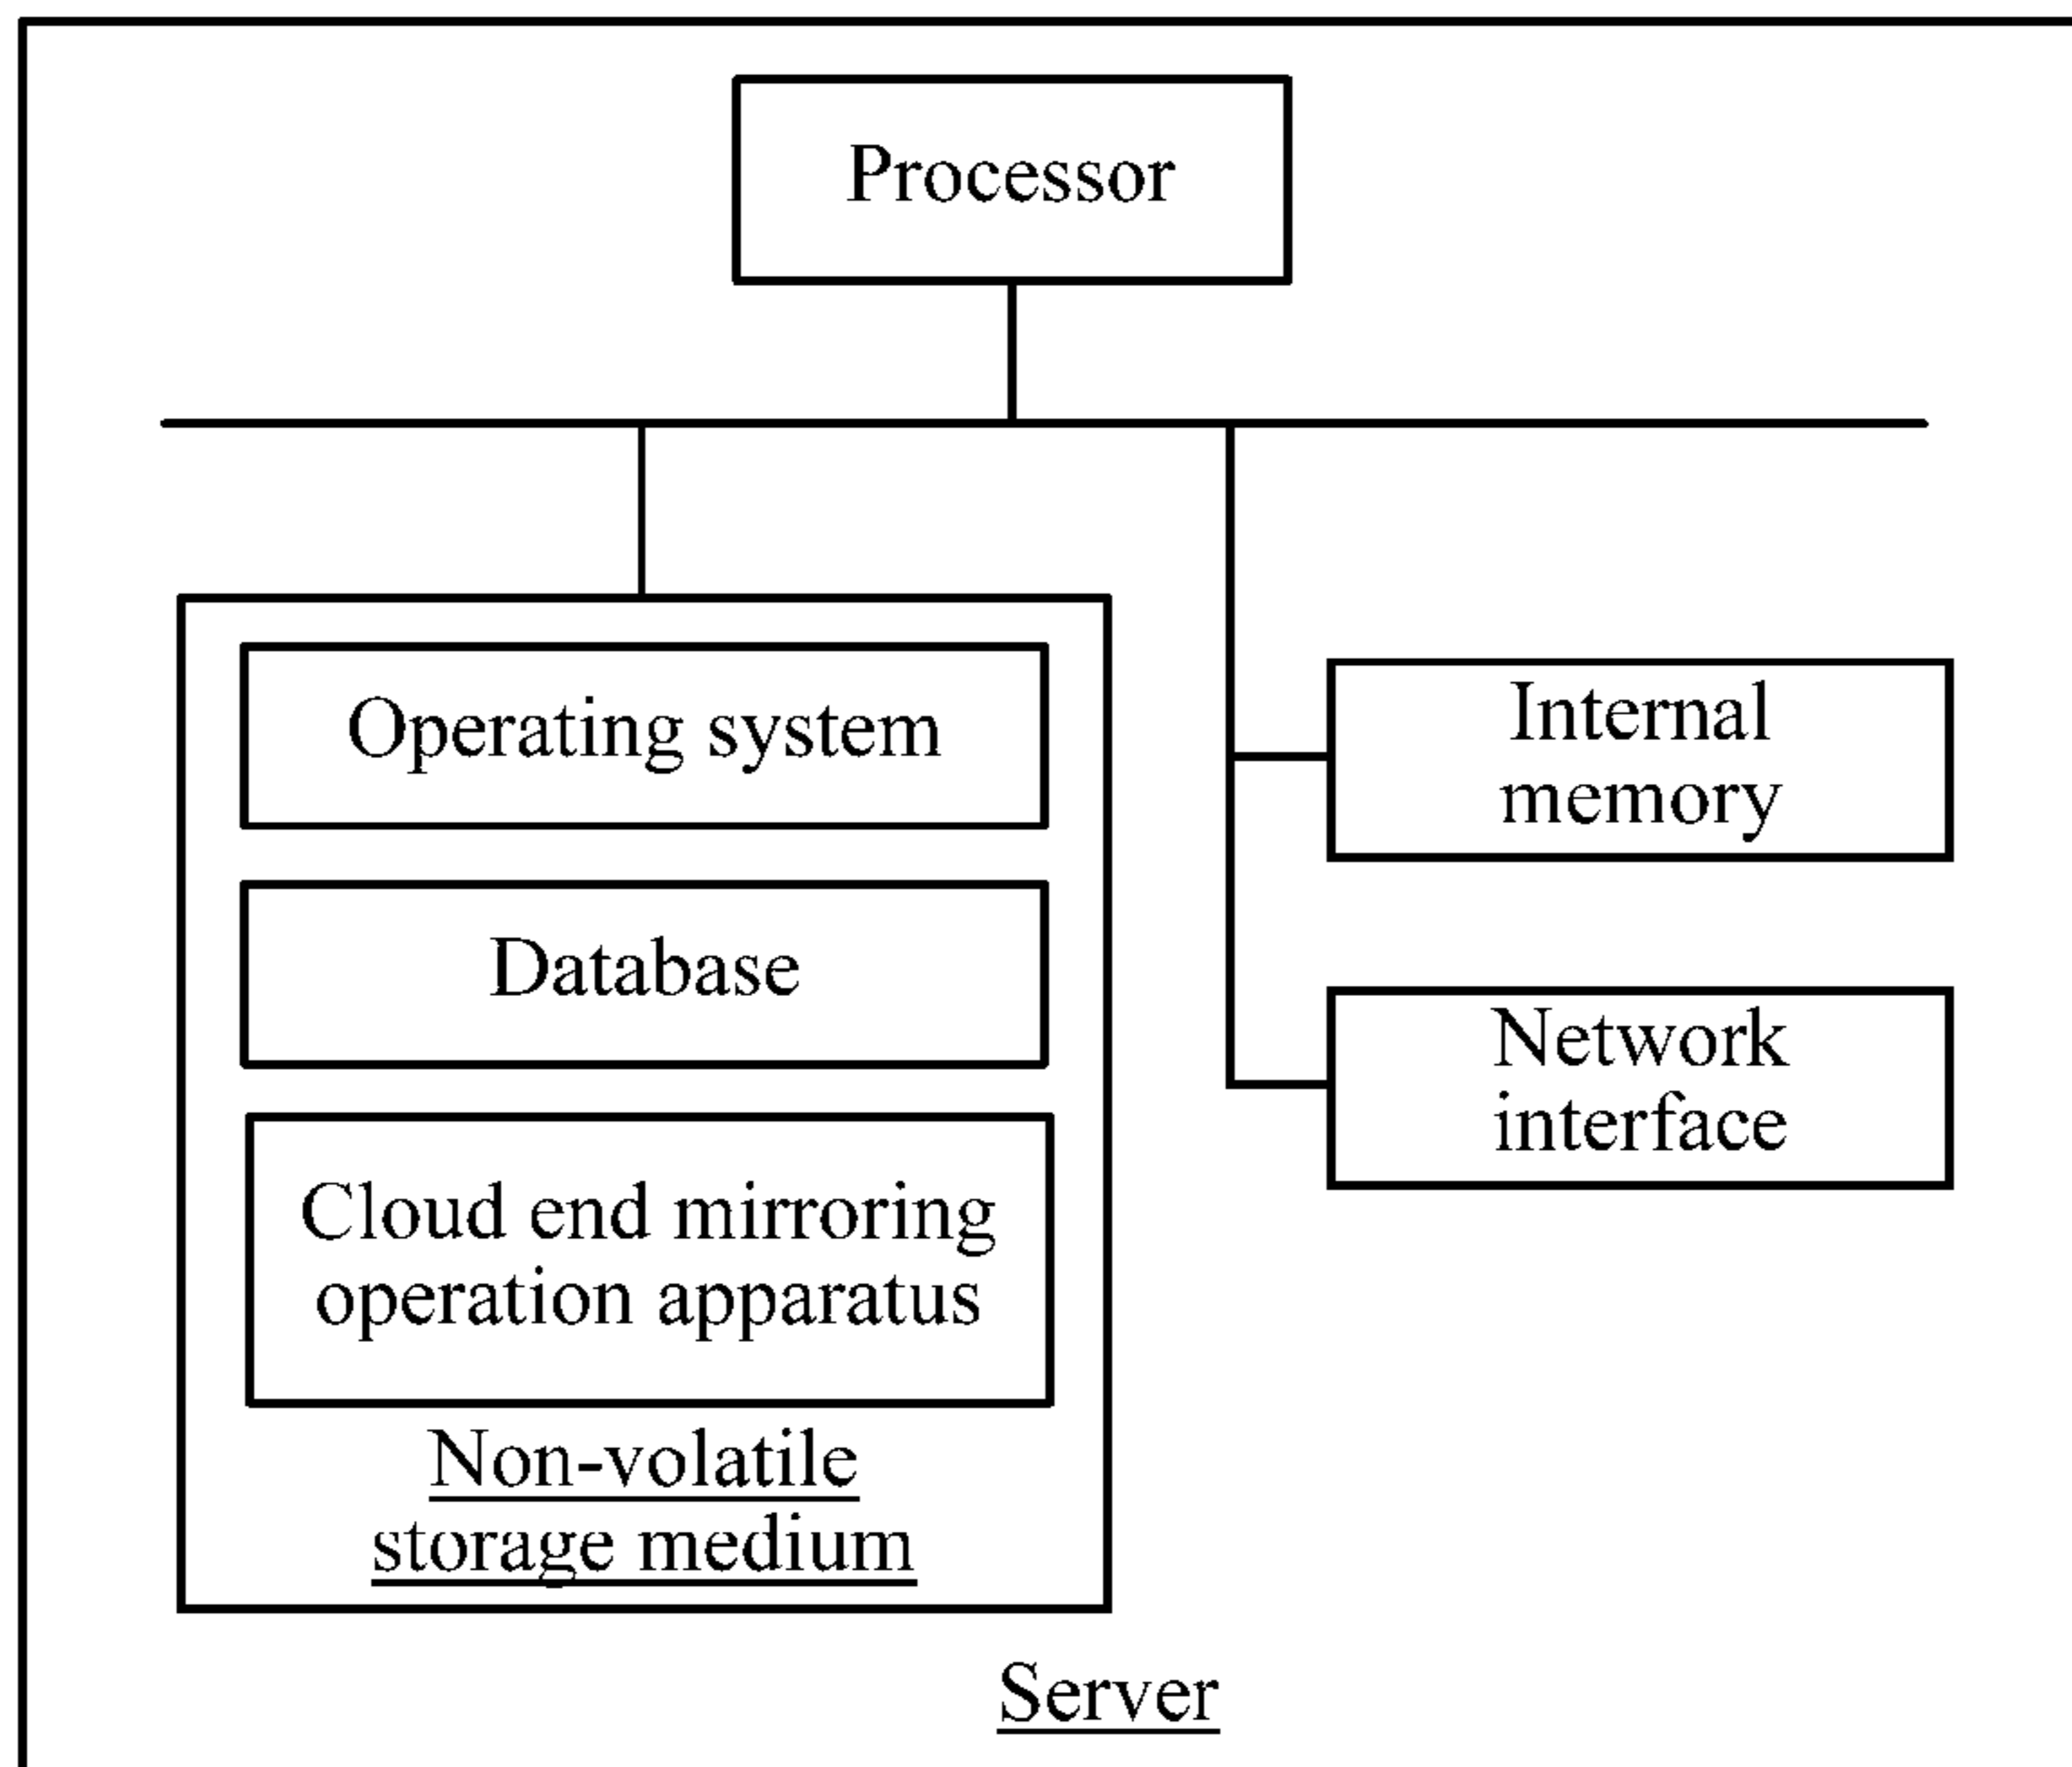 Processor
Operating system
Database
Cloud end mirroring
operation apparatus
Non-volatile
storage medium
Internal
memory
Network
interface
Server